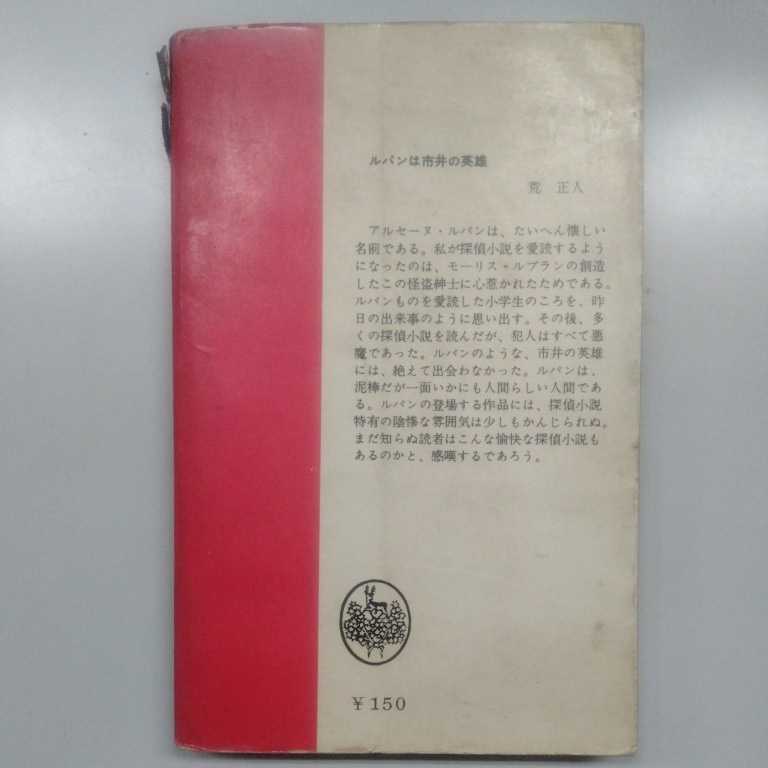 ルパンは市井の英雄
荒 正人
アルセーヌ・ルパンは、たいへん懐しい
名前である。私が探偵小説を愛読するよう
になったのは、モーリス・ルブランの創造
したこの怪盗紳士に心惹かれたためである。
ルパンものを愛読した小学生のころを、昨
日の出来事のように思い出す。その後、多
くの探偵小説を読んだが、犯人はすべて悪
魔であった。ルパンのような、市井の英雄
には、絶えて出会わなかった。ルパンは、
泥棒だが一面いかにも人間らしい人間であ
る。ルパンの登場する作品には、探偵小説
特有の陰惨な雰囲気は少しもかんじられぬ。
まだ知らぬ読者はこんな愉快な探偵小説も
あるのかと、感嘆するであろう。
¥150